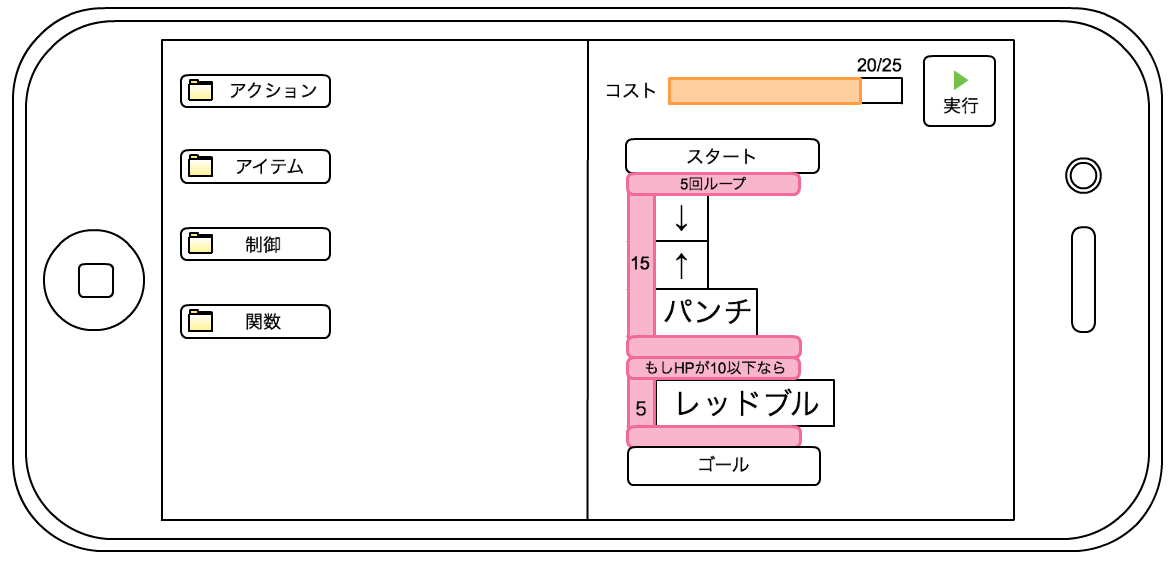 アクション
アイテム
制御
関数
20/25
コスト
実行
スタート
5回ループ
↓
15
↑
パンチ
もしHPが10以下なら
5
レッドブル
ゴール